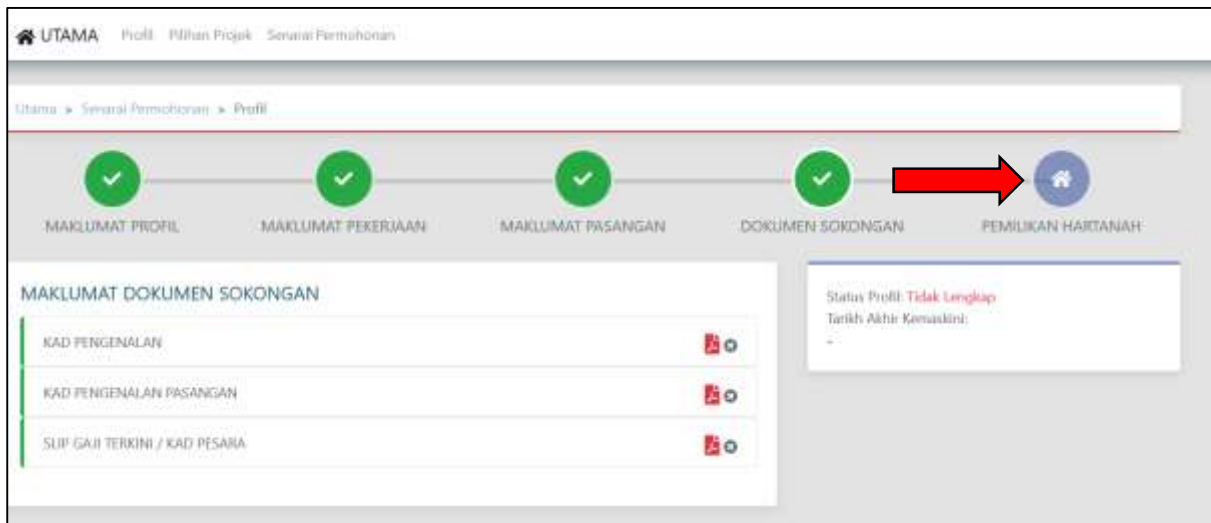 UTAMA Profil Pilihan Projek Senarai Permohonan
Utama » Senarai Permohonan » Profil
MAKLUMAT PROFIL MAKLUMAT PEKERJAAN MAKLUMAT PASANGAN DOKUMEN SOKONGAN PEMILIKAN HARTANAH
MAKLUMAT DOKUMEN SOKONGAN
KAD PENGENALAN
KAD PENGENALAN PASANGAN
SLIP GAJI TERKINI / KAD PESARA
Status Profil: Tidak Lengkap
Tarikh Akhir Kemaskini:
-